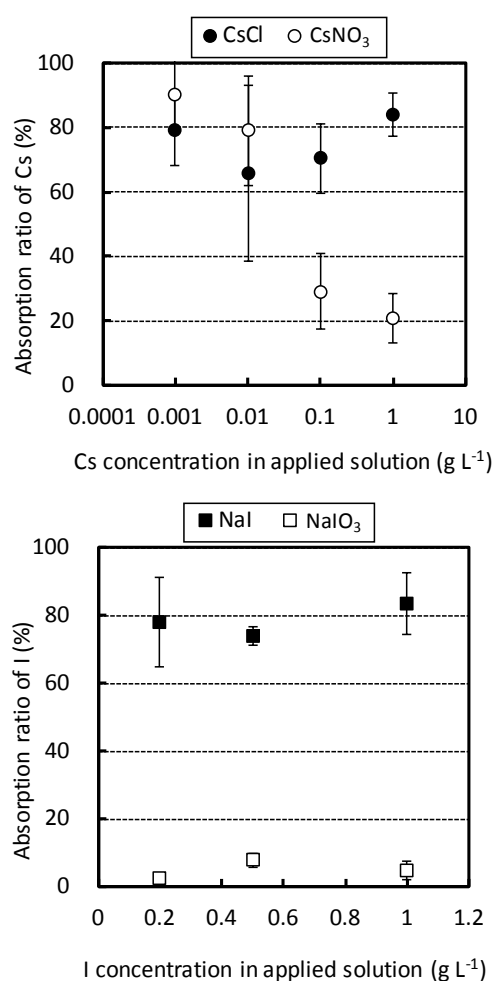 CsCl CsNO₃
Absorption ratio of Cs (%)
100
80
60
40
20
0
0.0001 0.001 0.01 0.1 1 10
Cs concentration in applied solution (g L⁻¹)
NaI NaIO₃
Absorption ratio of I (%)
100
80
60
40
20
0
0 0.2 0.4 0.6 0.8 1 1.2
I concentration in applied solution (g L⁻¹)